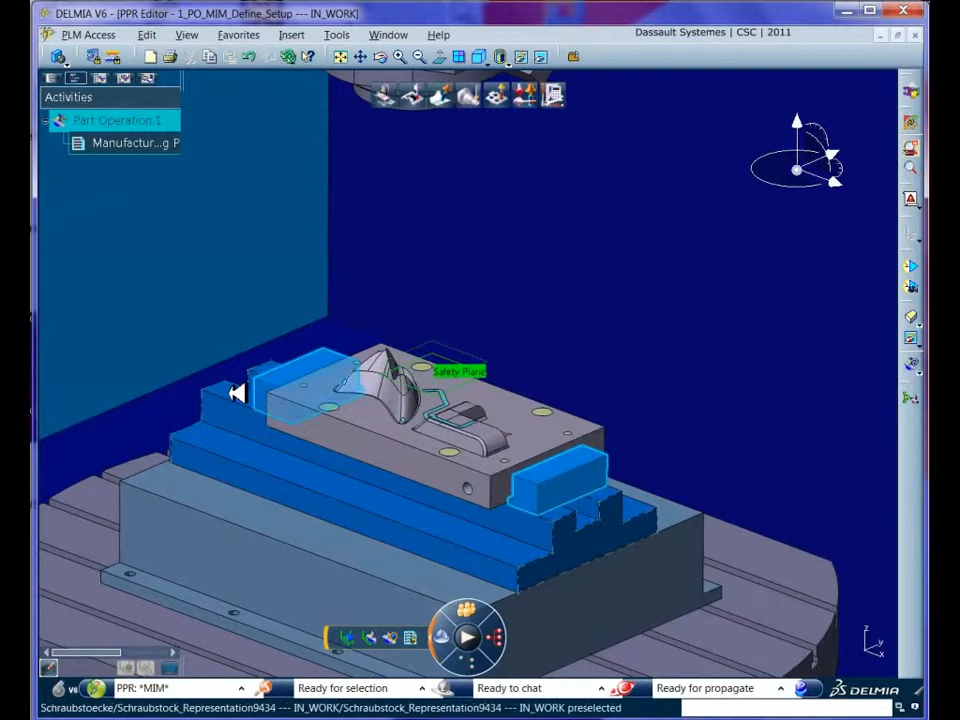 DELMIA V6 - [PPR Editor - 1_PO_MIM_Define_Setup --- IN_WORK]
PLM Access Edit View Favorites Insert Tools Window Help
Dassault Systemes | CSC | 2011
Activities
Part Operation.1
Manufactur...g P
Safety Plane
z
y
x
V6 PPR: *MIM* Ready for selection Ready to chat Ready for propagate DELMIA
Schraubstoecke/Schraubstock_Representation9434 --- IN_WORK/Schraubstock_Representation9434 --- IN_WORK preselected